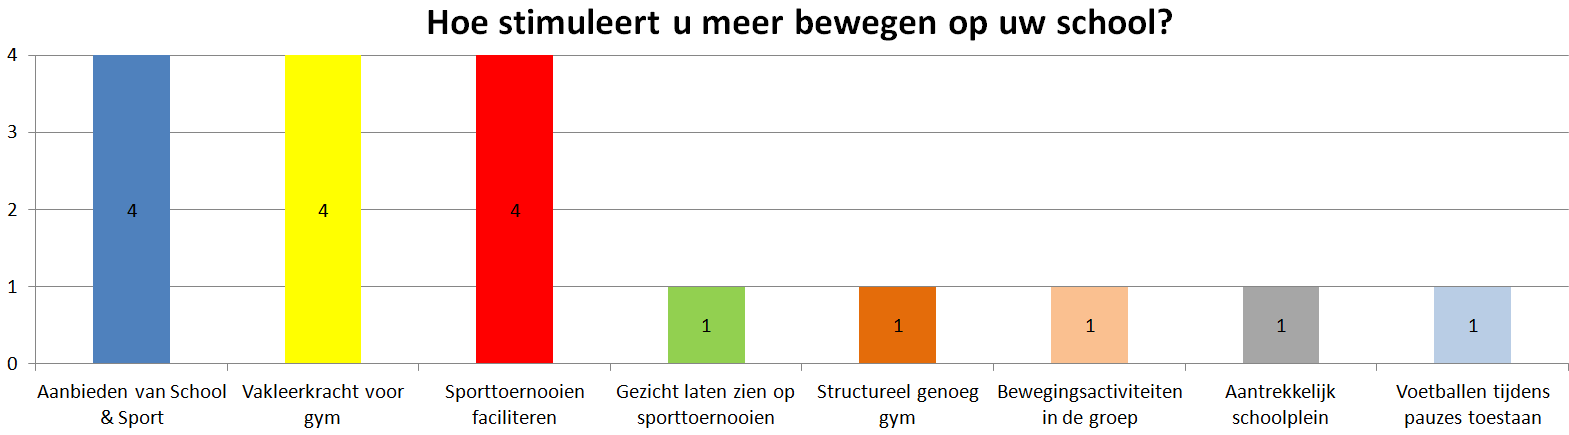 Hoe stimuleert u meer bewegen op uw school?
4
3
2
1
0
4
4
4
1
1
1
1
1
Aanbieden van School
& Sport
Vakleerkracht voor
gym
Sporttoernooien
faciliteren
Gezicht laten zien op
sporttoernooien
Structureel genoeg
gym
Bewegingsactiviteiten
in de groep
Aantrekkelijk
schoolplein
Voetballen tijdens
pauzes toestaan